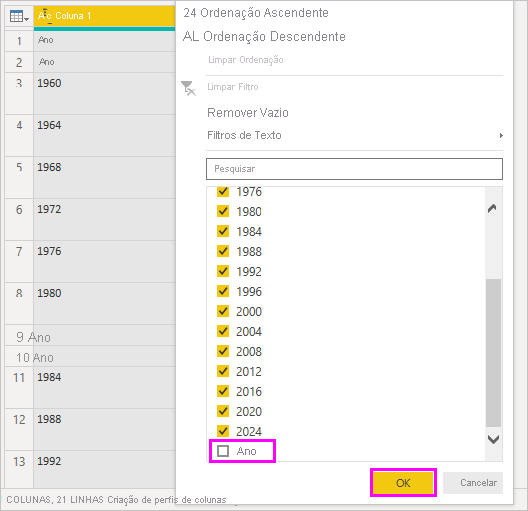 Aᴮc Coluna 1
1 Ano
2 Ano
3 1960
4 1964
5 1968
6 1972
7 1976
8 1980
9 Ano
10 Ano
11 1984
12 1988
13 1992
COLUNAS, 21 LINHAS Criação de perfis de colunas
24 Ordenação Ascendente
AL Ordenação Descendente
Limpar Ordenação
Limpar Filtro
Remover Vazio
Filtros de Texto
Pesquisar
1976
1980
1984
1988
1992
1996
2000
2004
2008
2012
2016
2020
2024
Ano
OK
Cancelar